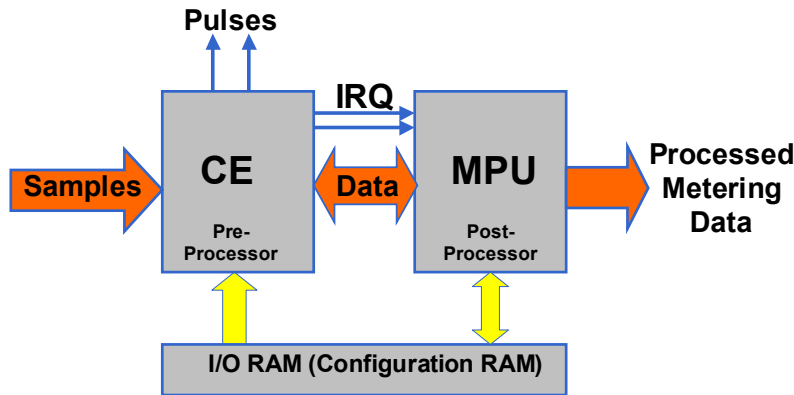 Pulses
IRQ
Samples
CE
Data
MPU
Processed
Metering
Data
Pre-
Processor
Post-
Processor
I/O RAM (Configuration RAM)